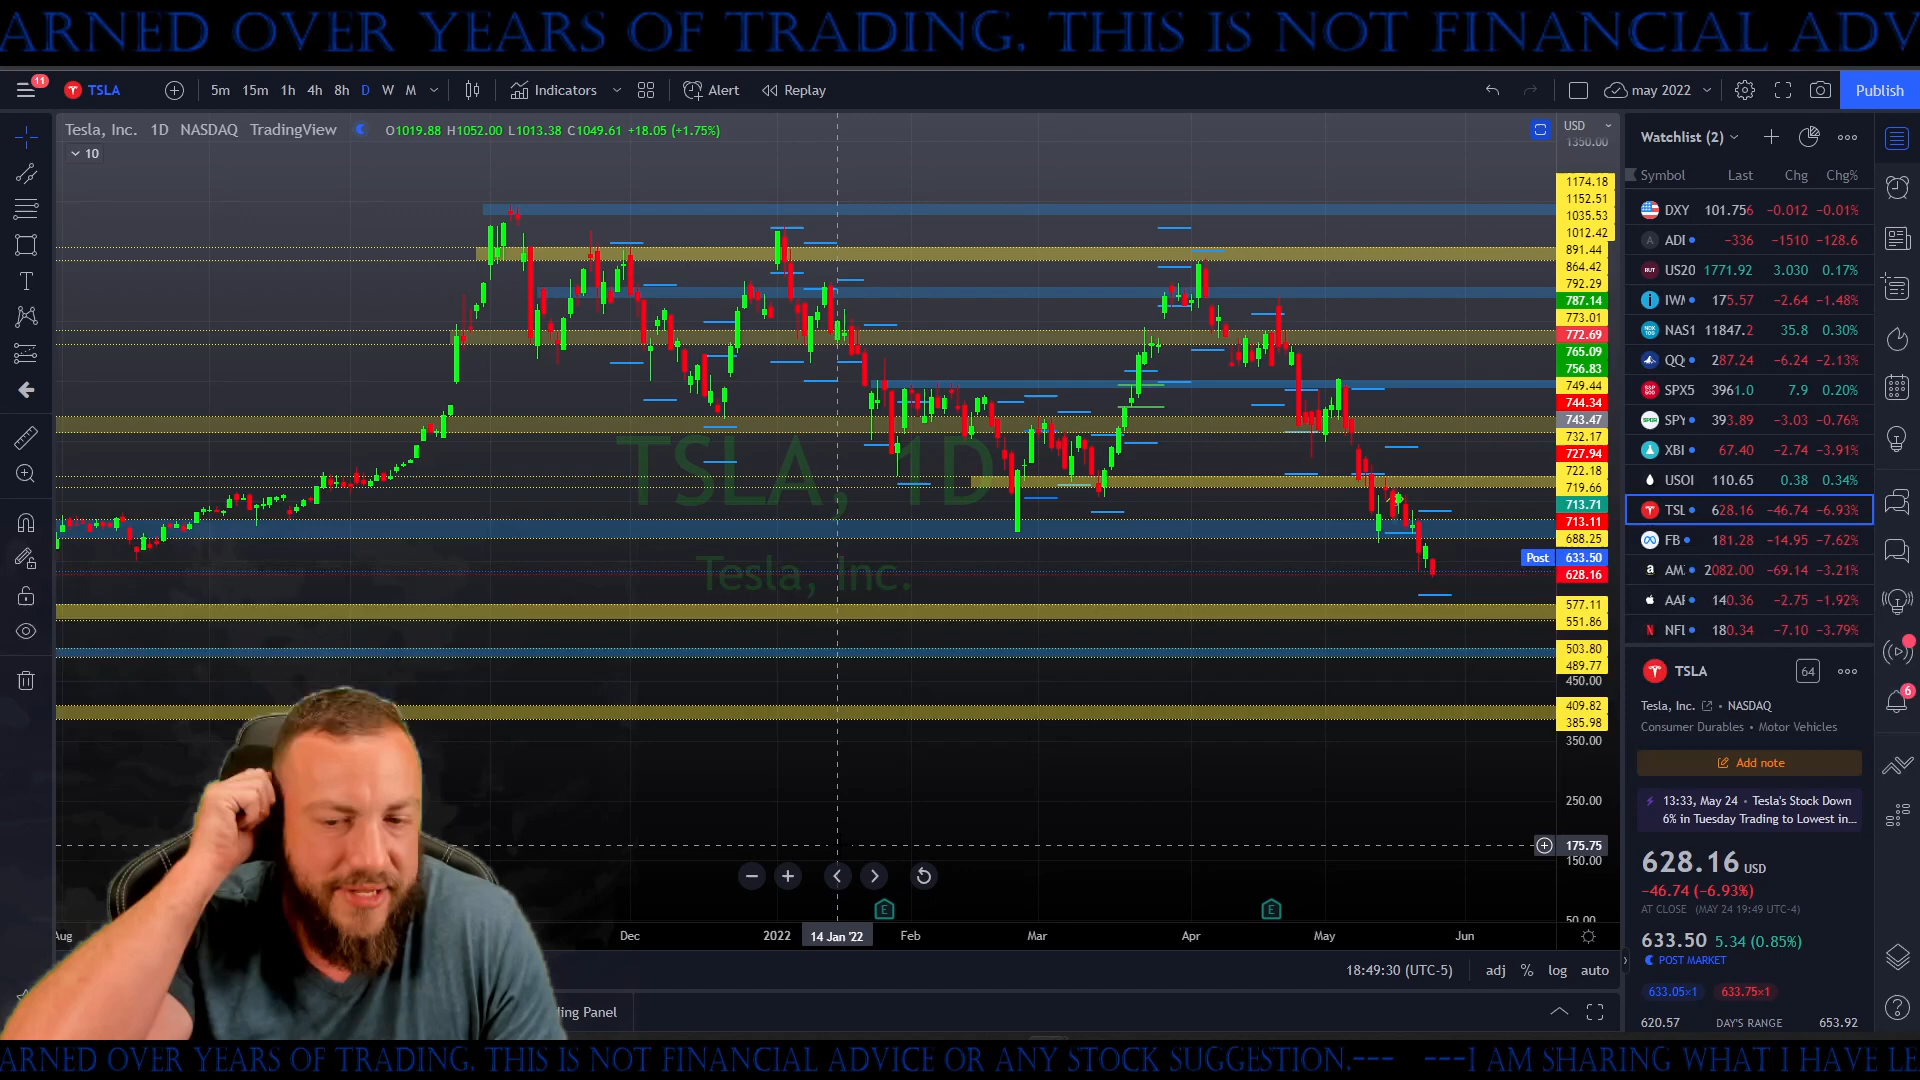 ARNED OVER YEARS OF TRADING. THIS IS NOT FINANCIAL ADV
11
TSLA 5m 15m 1h 4h 8h D W M Indicators Alert Replay may 2022 Publish
Tesla, Inc. 1D NASDAQ TradingView O1019.88 H1052.00 L1013.38 C1049.61 +18.05 (+1.75%)
10
USD
1350.00
1174.18
1152.51
1035.53
1012.42
891.44
864.42
792.29
787.14
773.01
772.69
765.09
756.83
749.44
744.34
743.47
732.17
727.94
722.18
719.66
713.71
713.11
688.25
Post 633.50
628.16
577.11
551.86
503.80
489.77
450.00
409.82
385.98
350.00
250.00
175.75
150.00
50.00
TSLA, 1D
Tesla, Inc.
E E
Aug Dec 2022 14 Jan '22 Feb Mar Apr May Jun
18:49:30 (UTC-5) adj % log auto
ing Panel
Watchlist (2)
Symbol Last Chg Chg%
DXY 101.756 −0.012 −0.01%
ADI −336 −1510 −128.6
US20 1771.92 3.030 0.17%
IWM 175.57 −2.64 −1.48%
NAS1 11847.2 35.8 0.30%
QQ 287.24 −6.24 −2.13%
SPX5 3961.0 7.9 0.20%
SPY 393.89 −3.03 −0.76%
XBI 67.40 −2.74 −3.91%
USOI 110.65 0.38 0.34%
TSL 628.16 −46.74 −6.93%
FB 181.28 −14.95 −7.62%
AM 2082.00 −69.14 −3.21%
AAF 140.36 −2.75 −1.92%
NFL 180.34 −7.10 −3.79%
TSLA 64
Tesla, Inc. • NASDAQ
Consumer Durables • Motor Vehicles
Add note
13:33, May 24 • Tesla's Stock Down
6% in Tuesday Trading to Lowest in...
628.16 USD
−46.74 (−6.93%)
AT CLOSE (MAY 24 19:49 UTC-4)
633.50 5.34 (0.85%)
POST MARKET
633.05×1 633.75×1
620.57 DAY'S RANGE 653.92
6
ARNED OVER YEARS OF TRADING. THIS IS NOT FINANCIAL ADVICE OR ANY STOCK SUGGESTION.--- ---I AM SHARING WHAT I HAVE LE